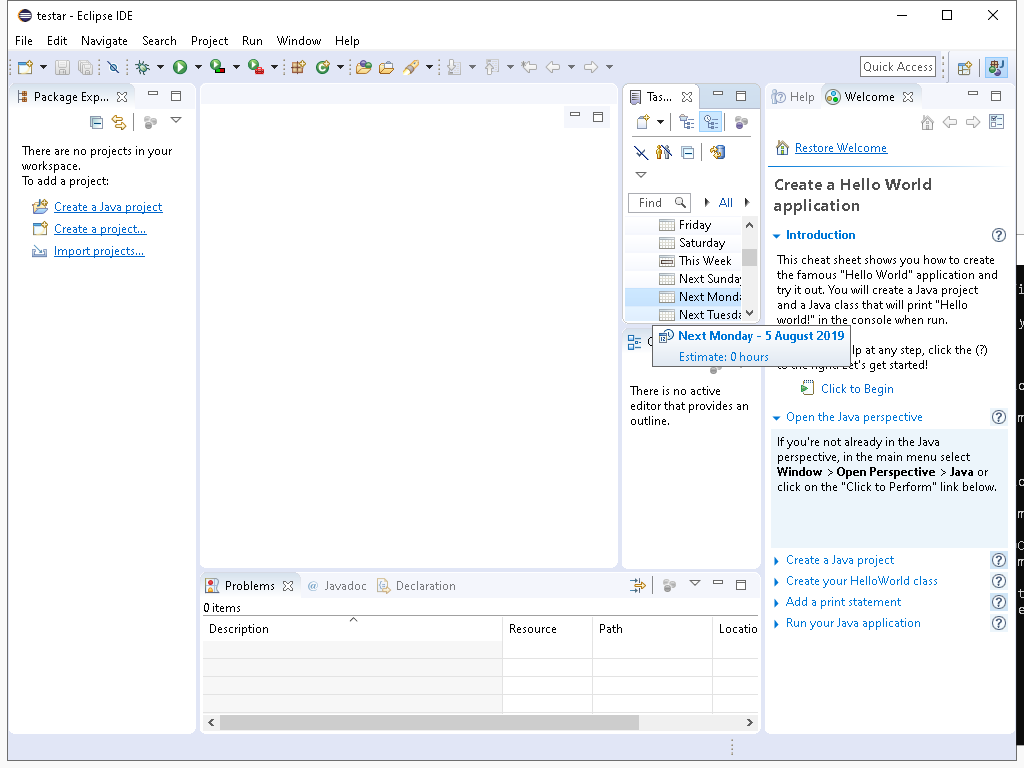 testar - Eclipse IDE
File Edit Navigate Search Project Run Window Help
Quick Access
Package Exp...
There are no projects in your
workspace.
To add a project:
Create a Java project
Create a project...
Import projects...
Tas...
Find
All
Friday
Saturday
This Week
Next Sunday
Next Monda
Next Tuesda
Next Monday - 5 August 2019
Estimate: 0 hours
There is no active
editor that provides an
outline.
Help
Welcome
Restore Welcome
Create a Hello World
application
Introduction
This cheat sheet shows you how to create
the famous "Hello World" application and
try it out. You will create a Java project
and a Java class that will print "Hello
world!" in the console when run.
lp at any step, click the (?)
to the right. Let's get started!
Click to Begin
Open the Java perspective
If you're not already in the Java
perspective, in the main menu select
Window > Open Perspective > Java or
click on the "Click to Perform" link below.
Create a Java project
Create your HelloWorld class
Add a print statement
Run your Java application
Problems
@ Javadoc
Declaration
0 items
Description Resource Path Locatio